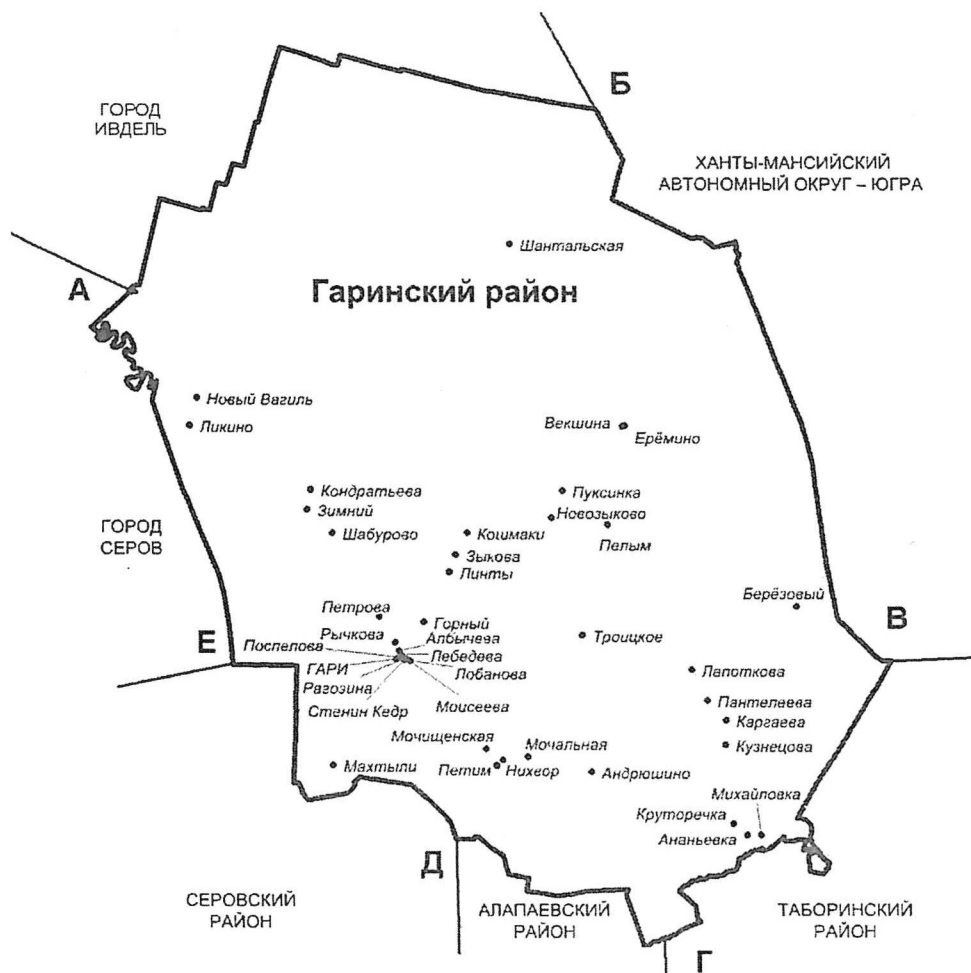 Б
ГОРОД
ИВДЕЛЬ
ХАНТЫ-МАНСИЙСКИЙ
АВТОНОМНЫЙ ОКРУГ – ЮГРА
Шантальская
А
Гаринский район
Новый Вагиль
Ликино
Векшина
Ерёмино
Кондратьева
Зимний
Шабурово
Пуксинка
Новозыково
Пелым
Кошмаки
Зыкова
Линты
ГОРОД
СЕРОВ
Берёзовый
В
Петрова
Горный
Рычкова
Албычева
Троицкое
Е
Поспелова
Лебедева
ГАРИ
Лобанова
Рагозина
Стенин Кедр
Моисеева
Лапоткова
Пантелеева
Каргаева
Кузнецова
Мочищенская
Мочальная
Махтыли
Петим
Нихвор
Андрюшино
Михайловка
Круторечка
Ананьевка
Д
СЕРОВСКИЙ
РАЙОН
АЛАПАЕВСКИЙ
РАЙОН
ТАБОРИНСКИЙ
РАЙОН
Г